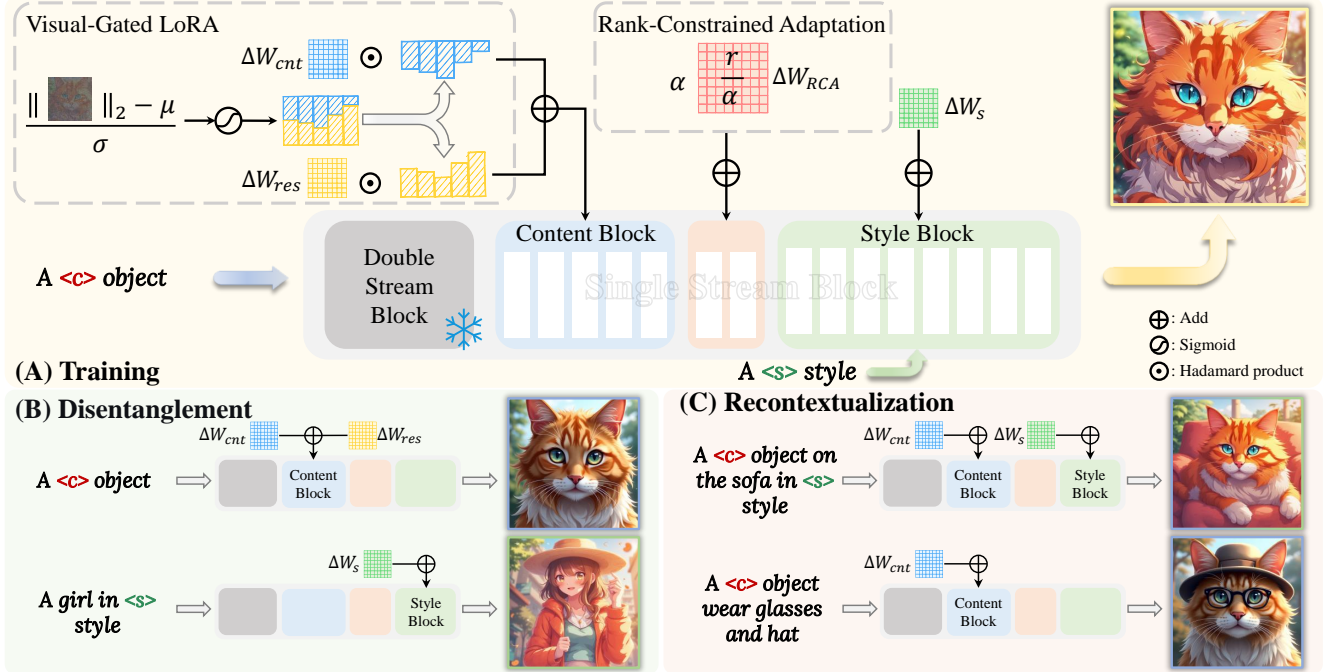 Visual-Gated LoRA
ΔW_cnt ⊙
‖ ‖₂ − μ
σ
ΔW_res ⊙
Rank-Constrained Adaptation
α r/α ΔW_RCA
ΔW_s
A <c> object
Double
Stream
Block
Content Block
Style Block
Single Stream Block
A <s> style
⊕: Add
: Sigmoid
⊙: Hadamard product
(A) Training
(B) Disentanglement
ΔW_cnt ΔW_res
A <c> object
Content
Block
ΔW_s
A girl in <s>
style
Style
Block
(C) Recontextualization
ΔW_cnt ΔW_s
A <c> object on
the sofa in <s>
style
Content
Block
Style
Block
ΔW_cnt
A <c> object
wear glasses
and hat
Content
Block